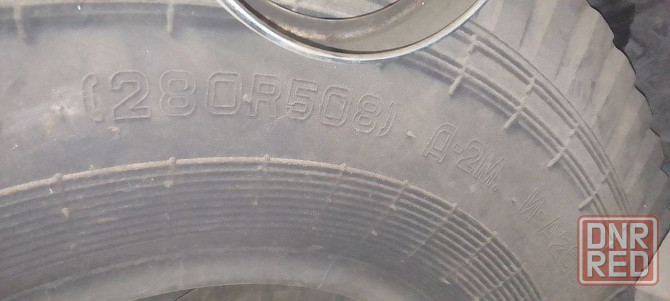 (280R508) · Д-2М. · И-А
DNR
RED